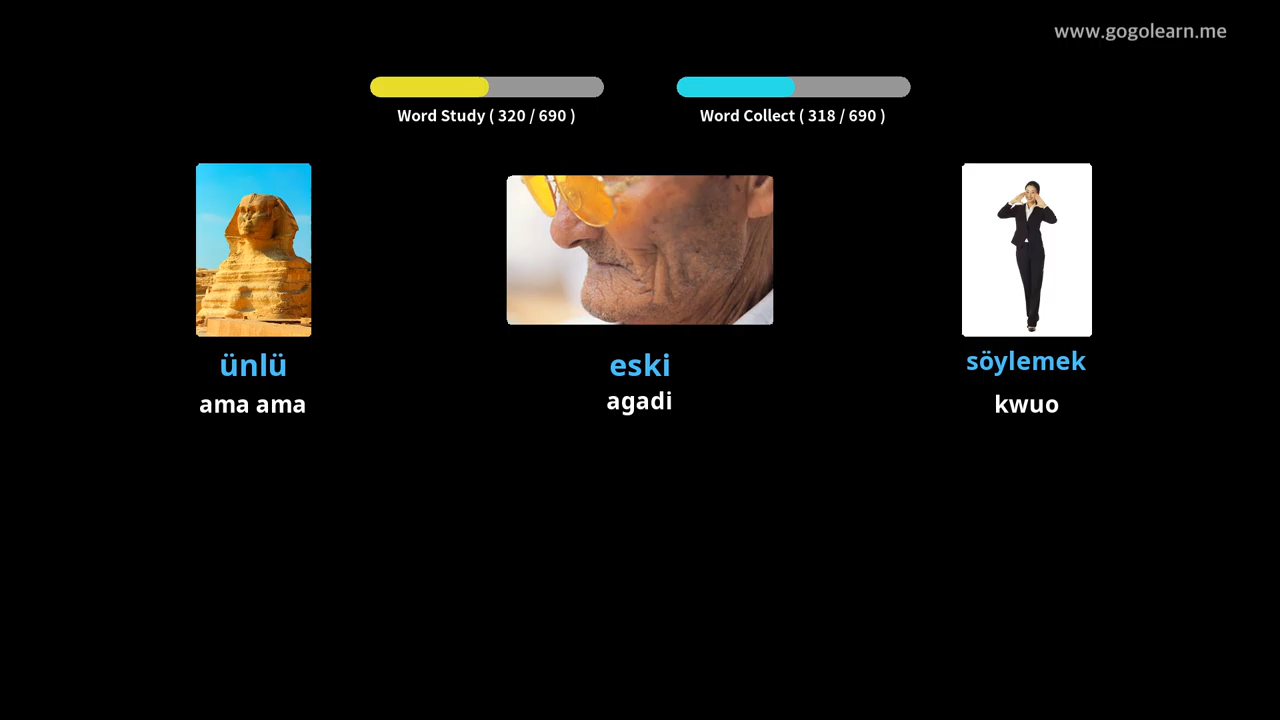 www.gogolearn.me
Word Study ( 320 / 690 )
Word Collect ( 318 / 690 )
ünlü
ama ama
eski
agadi
söylemek
kwuo